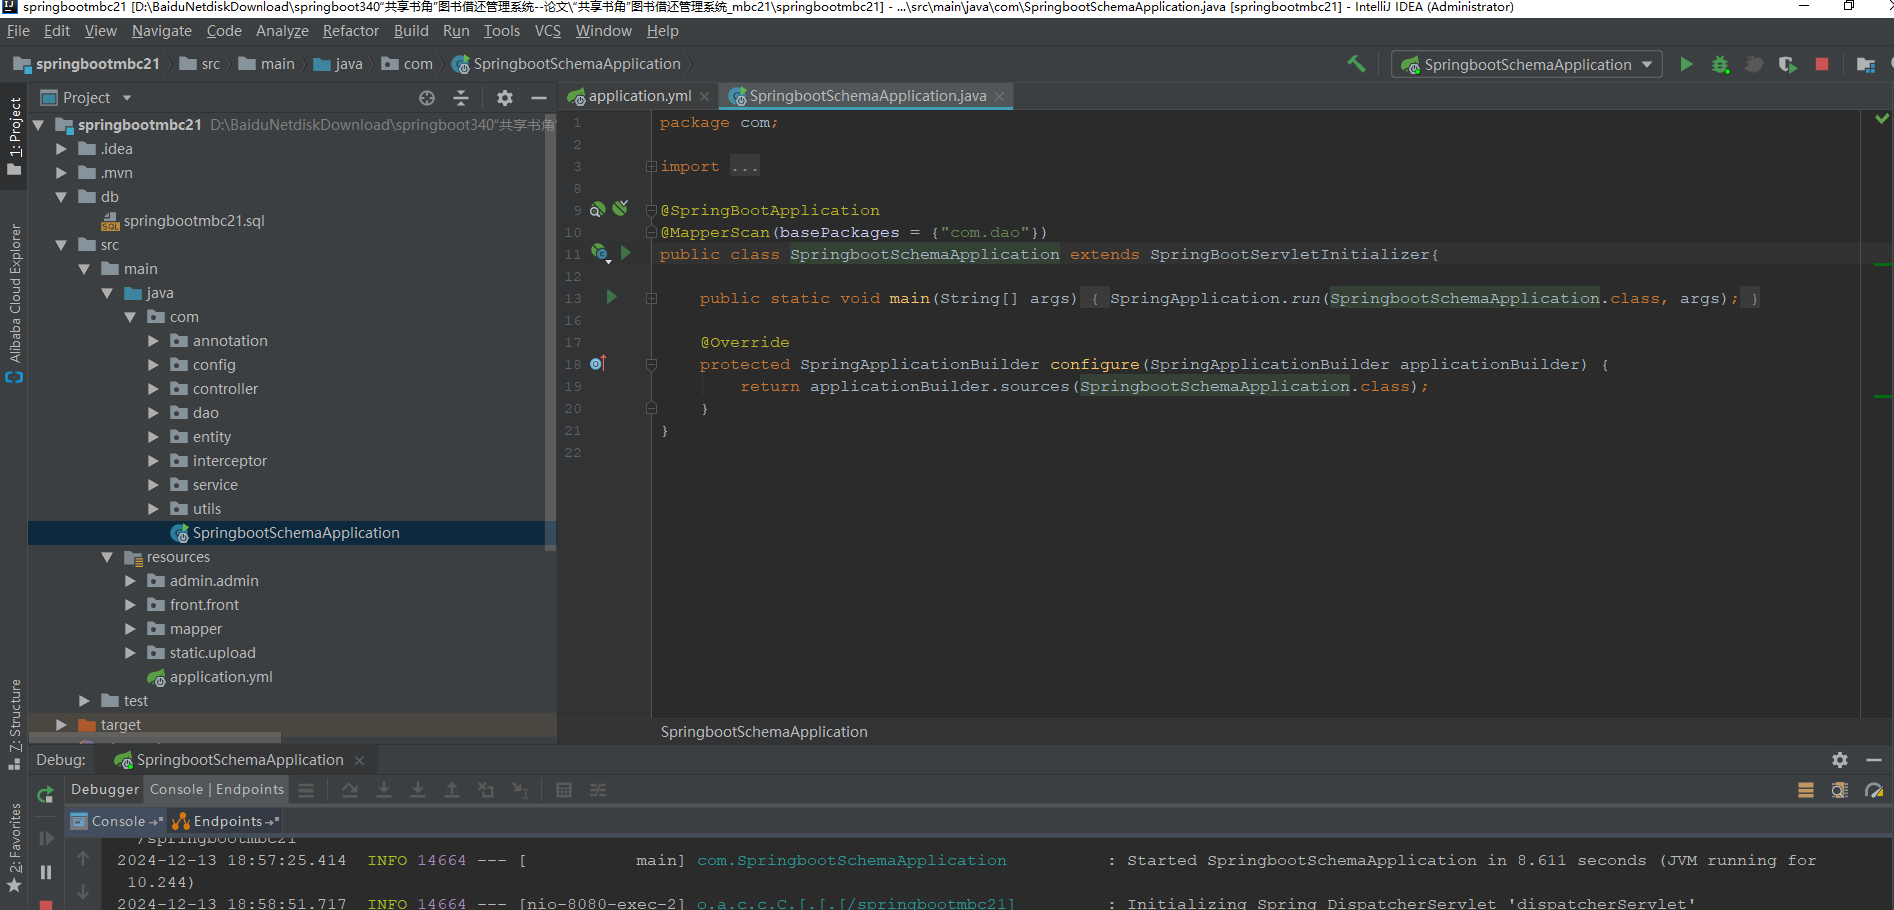 springbootmbc21 [D:\BaiduNetdiskDownload\springboot340“共享书角”图书借还管理系统--论文\“共享书角”图书借还管理系统_mbc21\springbootmbc21] - ...\src\main\java\com\SpringbootSchemaApplication.java [springbootmbc21] - IntelliJ IDEA (Administrator)
File Edit View Navigate Code Analyze Refactor Build Run Tools VCS Window Help
springbootmbc21 src main java com SpringbootSchemaApplication
SpringbootSchemaApplication
Project
application.yml
SpringbootSchemaApplication.java
1: Project
Alibaba Cloud Explorer
7: Structure
2: Favorites
springbootmbc21 D:\BaiduNetdiskDownload\springboot340“共享书角
.idea
.mvn
db
springbootmbc21.sql
src
main
java
com
annotation
config
controller
dao
entity
interceptor
service
utils
SpringbootSchemaApplication
resources
admin.admin
front.front
mapper
static.upload
application.yml
test
target
1 package com;
2
3 import ...
8
9 @SpringBootApplication
10 @MapperScan(basePackages = {"com.dao"})
11 public class SpringbootSchemaApplication extends SpringBootServletInitializer{
12
13 public static void main(String[] args) { SpringApplication.run(SpringbootSchemaApplication.class, args); }
16
17 @Override
18 protected SpringApplicationBuilder configure(SpringApplicationBuilder applicationBuilder) {
19 return applicationBuilder.sources(SpringbootSchemaApplication.class);
20 }
21 }
22
SpringbootSchemaApplication
Debug: SpringbootSchemaApplication
Debugger Console | Endpoints
Console Endpoints
/springbootmbc21
2024-12-13 18:57:25.414 INFO 14664 --- [ main] com.SpringbootSchemaApplication : Started SpringbootSchemaApplication in 8.611 seconds (JVM running for
10.244)
2024-12-13 18:58:51.717 INFO 14664 --- [nio-8080-exec-2] o.a.c.c.C.[.[.[/springbootmbc21] : Initializing Spring DispatcherServlet 'dispatcherServlet'